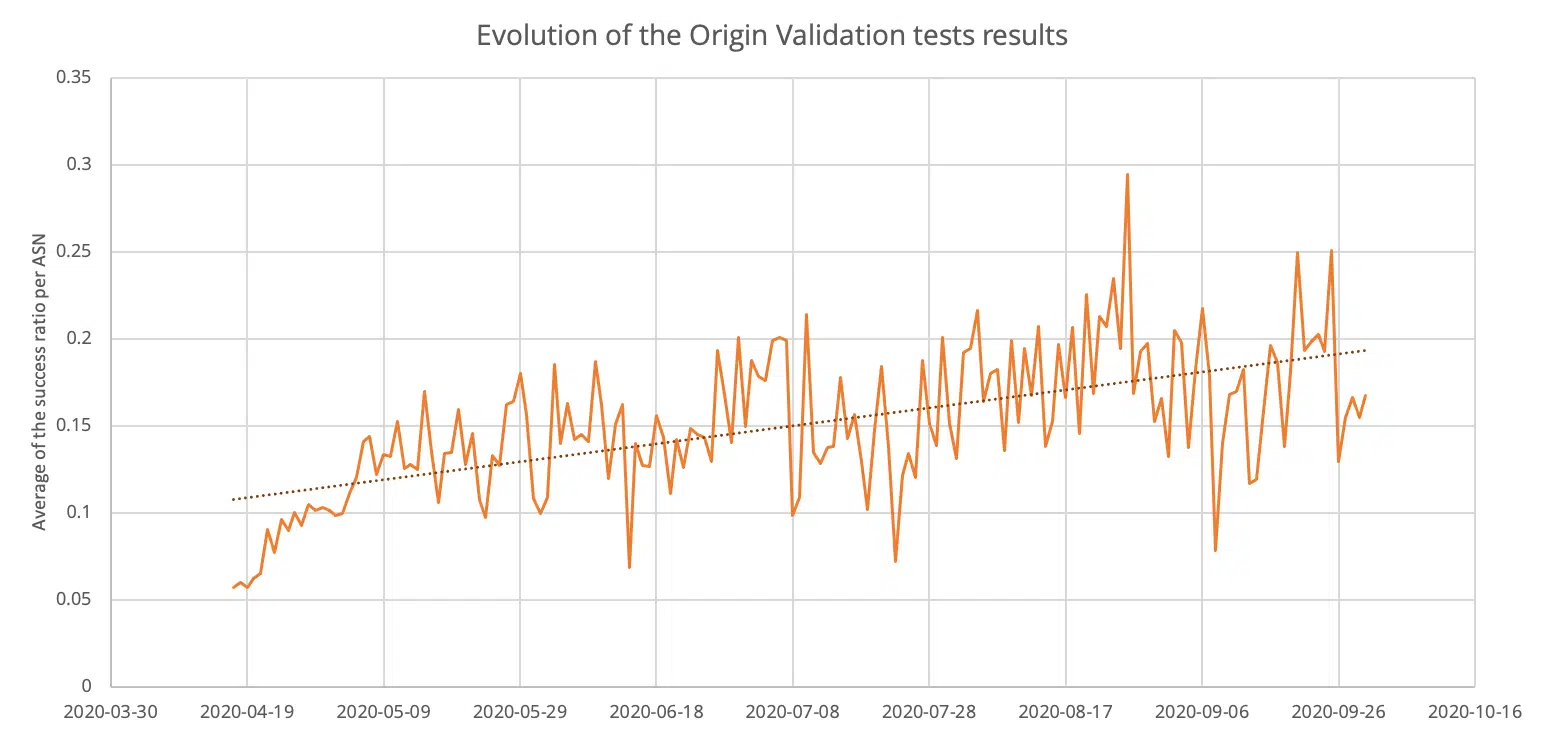 Evolution of the Origin Validation tests results
Average of the success ratio per ASN
0.35
0.3
0.25
0.2
0.15
0.1
0.05
0
2020-03-30 2020-04-19 2020-05-09 2020-05-29 2020-06-18 2020-07-08 2020-07-28 2020-08-17 2020-09-06 2020-09-26 2020-10-16